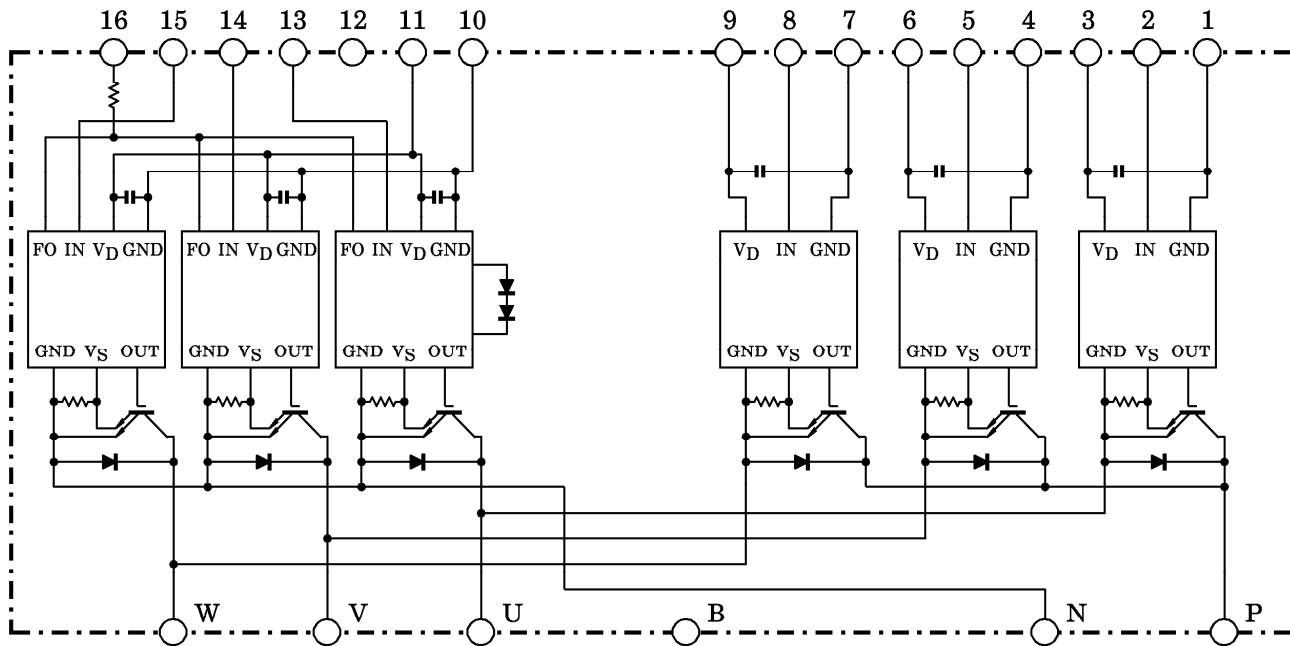 16 15 14 13 12 11 10 9 8 7 6 5 4 3 2 1
FO IN VD GND FO IN VD GND FO IN VD GND VD IN GND VD IN GND VD IN GND
GND VS OUT GND VS OUT GND VS OUT GND VS OUT GND VS OUT GND VS OUT
W V U B N P